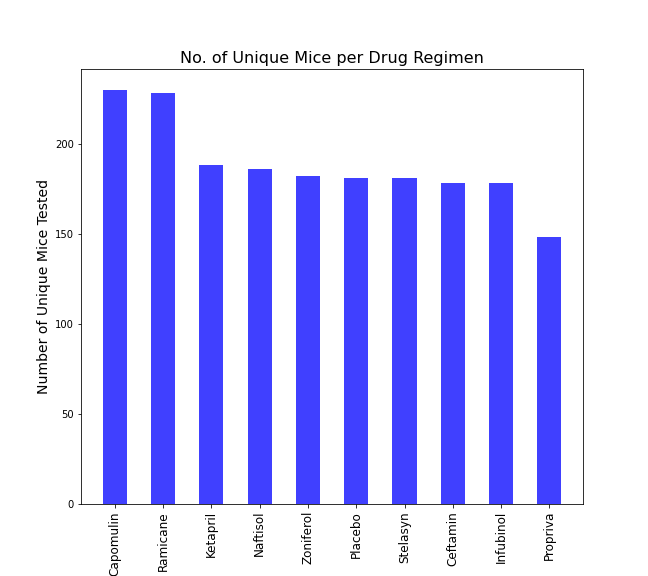 No. of Unique Mice per Drug Regimen
Number of Unique Mice Tested
200
150
100
50
0
Capomulin
Ramicane
Ketapril
Naftisol
Zoniferol
Placebo
Stelasyn
Ceftamin
Infubinol
Propriva